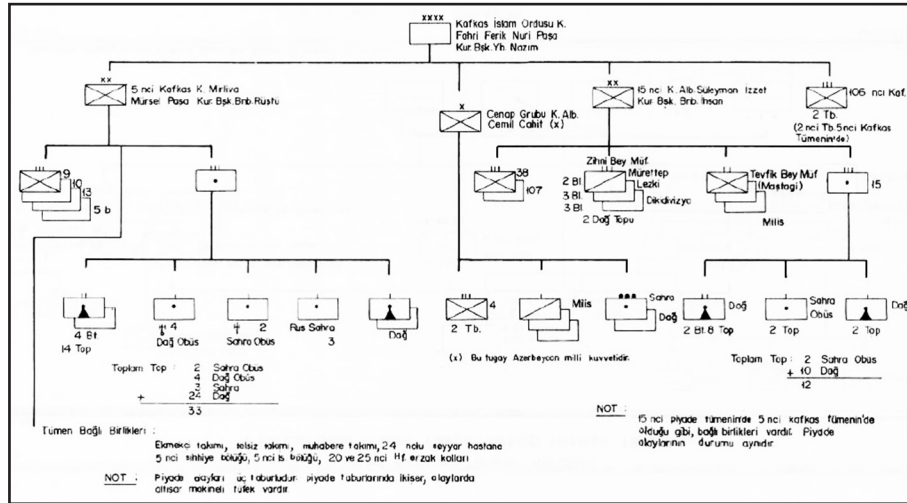 xxxx
Kafkas İslam Ordusu K.
Fahri Ferik Nuri Paşa
Kur. Bşk. Yb. Nazım
xx
5 nci Kafkas K. Mirliva
Mürsel Paşa Kur. Bşk. Bnb. Rüştü
x
Cenap Grubu K. Alb.
Cemil Cahit (x)
xx
15 nci K. Alb. Süleyman İzzet
Kur. Bşk. Bnb. İhsan
106 ncı Kaf.
2 Tb.
(2 nci Tb. 5 nci Kafkas
Tümeninde)
9
10
13
5 b
38
107
Zihni Bey Müf.
2 Bl
3 Bl.
3 Bl
Mürettep
Lezki
Dikidivizyo
2 Dağ Topu
Tevfik Bey Müf
(Maştagi)
Milis
15
4 Bt.
14 Top
4
Dağ Obüs
2
Sahra Obüs
Rus Sahra
3
Dağ
4
2 Tb.
Milis
Sahra
Dağ
Dağ
2 Bt. 8 Top
Sahra
Obüs
2 Top
Dağ
2 Top
Toplam Top : 2 Sahra Obüs
4 Dağ Obüs
3 Sahra
+ 24 Dağ
33
(x) Bu tugay Azerbeycan milli kuvvetidir.
Toplam Top : 2 Sahra Obüs
+ 10 Dağ
12
Tümen Bağlı Birlikleri :
Ekmekci takımı, telsiz takımı, muhabere takımı, 24 nolu seyyar hastane
5 nci sıhhiye bölüğü, 5 nci is bölüğü, 20 ve 25 nci Hf. erzak kolları
NOT : Piyade alayları üç taburludur. piyade taburlarında ikişer, alaylarda
altışar makineli tüfek vardır.
NOT : 15 nci piyade tümeninde 5 nci kafkas tümeninde
olduğu gibi, bağlı birlikleri vardır. Piyade
alaylarının durumu aynıdır.